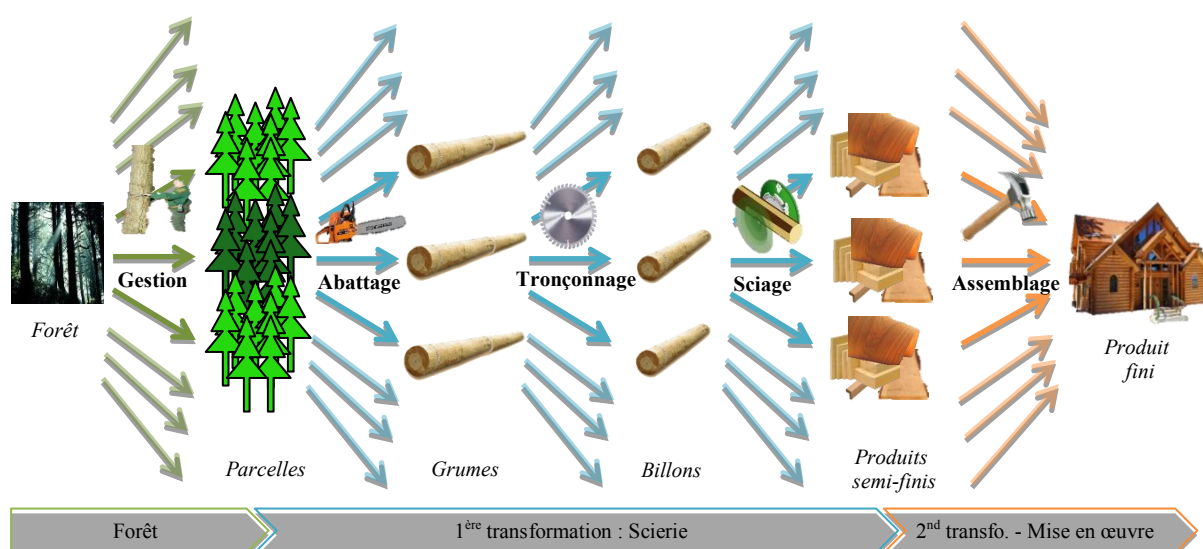 Gestion
Abattage
Tronçonnage
Sciage
Assemblage
Forêt
Produit
fini
Parcelles
Grumes
Billons
Produits
semi-finis
Forêt
1ère transformation : Scierie
2nd transfo. - Mise en œuvre